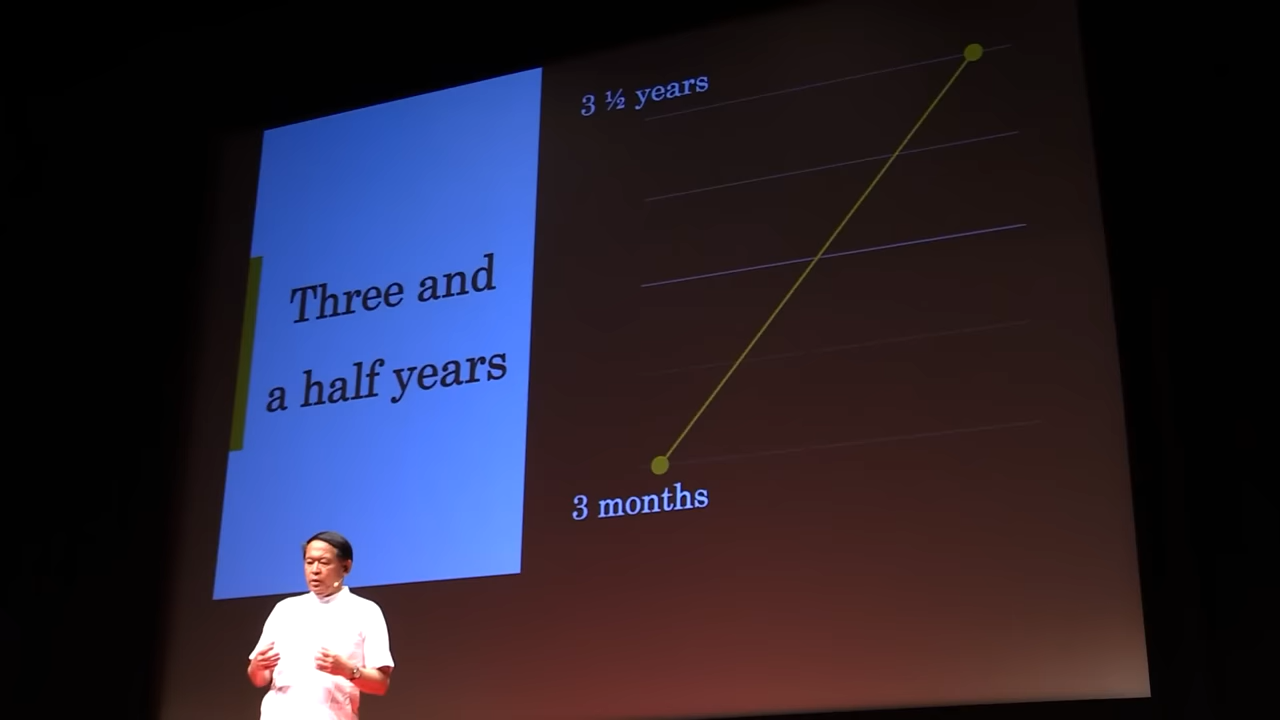 Three and
a half years
3 ½ years
3 months